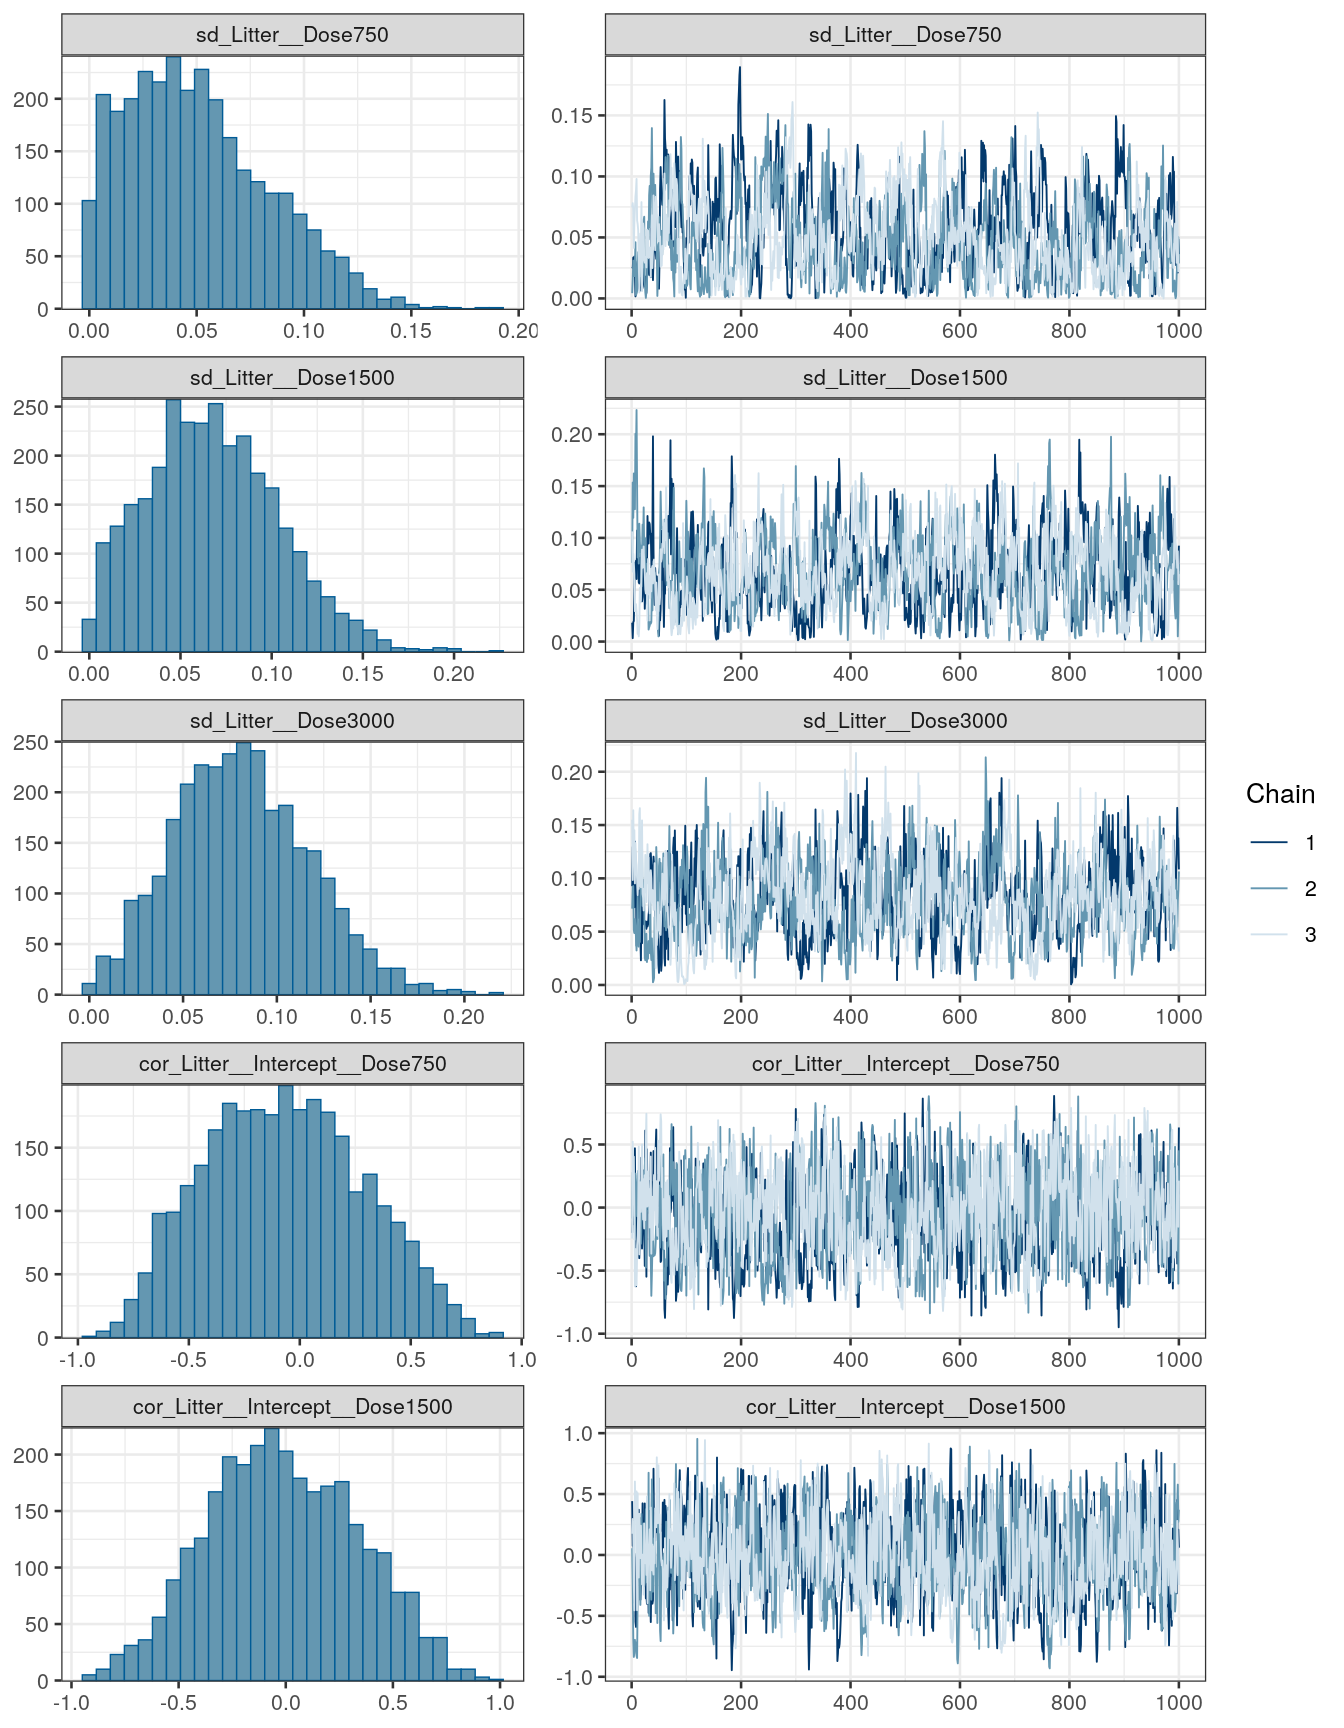 sd_Litter__Dose750
sd_Litter__Dose750
200
150
100
50
0
0.00 0.05 0.10 0.15 0.20
0.15
0.10
0.05
0.00
0 200 400 600 800 1000
sd_Litter__Dose1500
sd_Litter__Dose1500
250
200
150
100
50
0
0.00 0.05 0.10 0.15 0.20
0.20
0.15
0.10
0.05
0.00
0 200 400 600 800 1000
sd_Litter__Dose3000
sd_Litter__Dose3000
250
200
150
100
50
0
0.00 0.05 0.10 0.15 0.20
0.20
0.15
0.10
0.05
0.00
0 200 400 600 800 1000
Chain
1
2
3
cor_Litter__Intercept__Dose750
cor_Litter__Intercept__Dose750
150
100
50
0
-1.0 -0.5 0.0 0.5 1.0
0.5
0.0
-0.5
-1.0
0 200 400 600 800 1000
cor_Litter__Intercept__Dose1500
cor_Litter__Intercept__Dose1500
200
150
100
50
0
-1.0 -0.5 0.0 0.5 1.0
1.0
0.5
0.0
-0.5
-1.0
0 200 400 600 800 1000